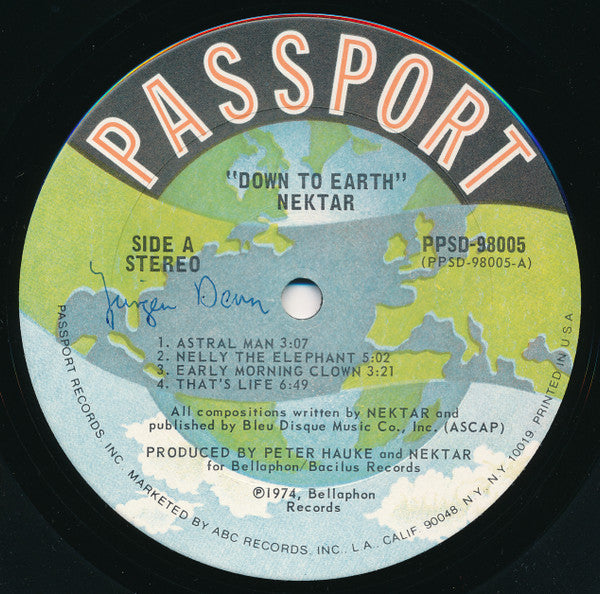 PASSPORT
"DOWN TO EARTH"
NEKTAR
SIDE A
STEREO
PPSD-98005
(PPSD-98005-A)
Jurgen Dean
1. ASTRAL MAN 3:07
2. NELLY THE ELEPHANT 5:02
3. EARLY MORNING CLOWN 3:21
4. THAT'S LIFE 6:49
All compositions written by NEKTAR and
published by Bleu Disque Music Co., Inc. (ASCAP)
PRODUCED BY PETER HAUKE and NEKTAR
for Bellaphon/Bacilus Records
℗1974, Bellaphon
Records
PASSPORT RECORDS, INC. MARKETED BY ABC RECORDS, INC., L.A., CALIF. 90048, N.Y., N.Y. 10019. PRINTED IN U S A